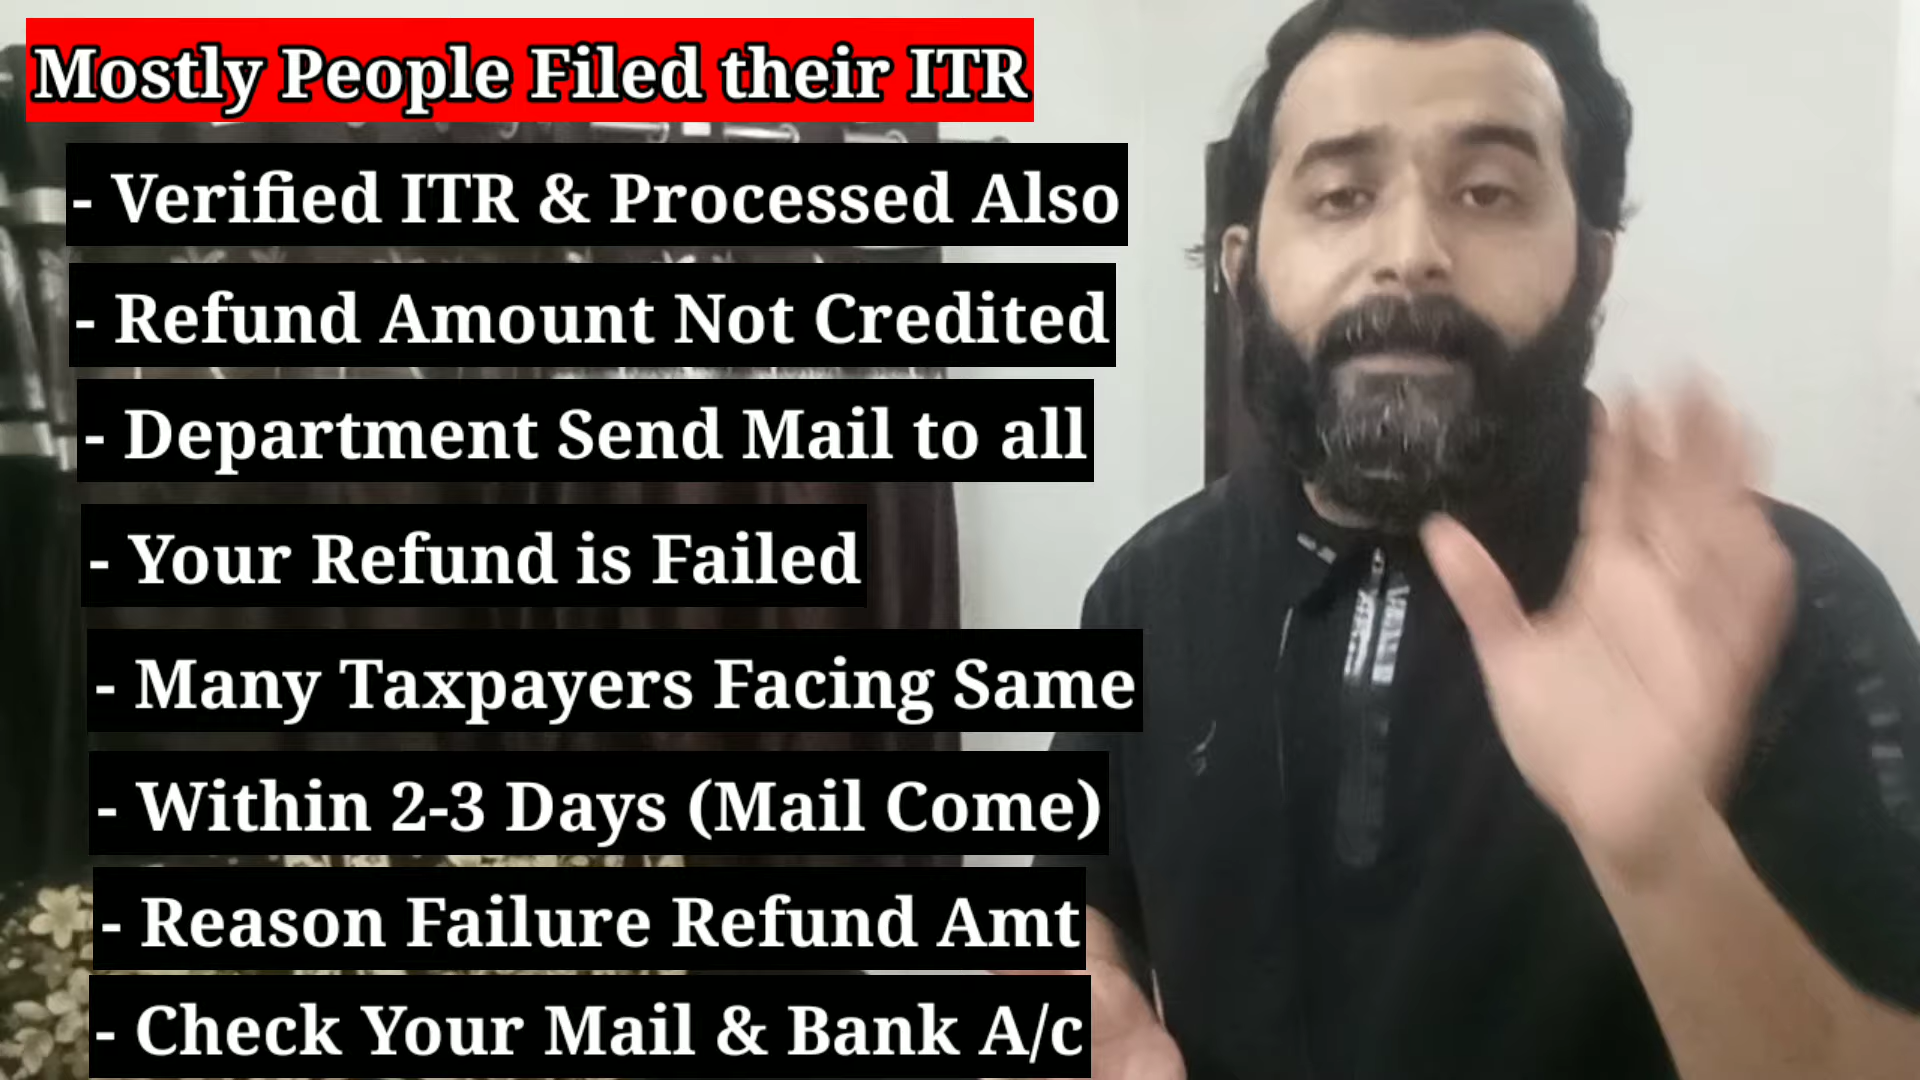 Mostly People Filed their ITR
- Verified ITR & Processed Also
- Refund Amount Not Credited
- Department Send Mail to all
- Your Refund is Failed
- Many Taxpayers Facing Same
- Within 2-3 Days (Mail Come)
- Reason Failure Refund Amt
- Check Your Mail & Bank A/c